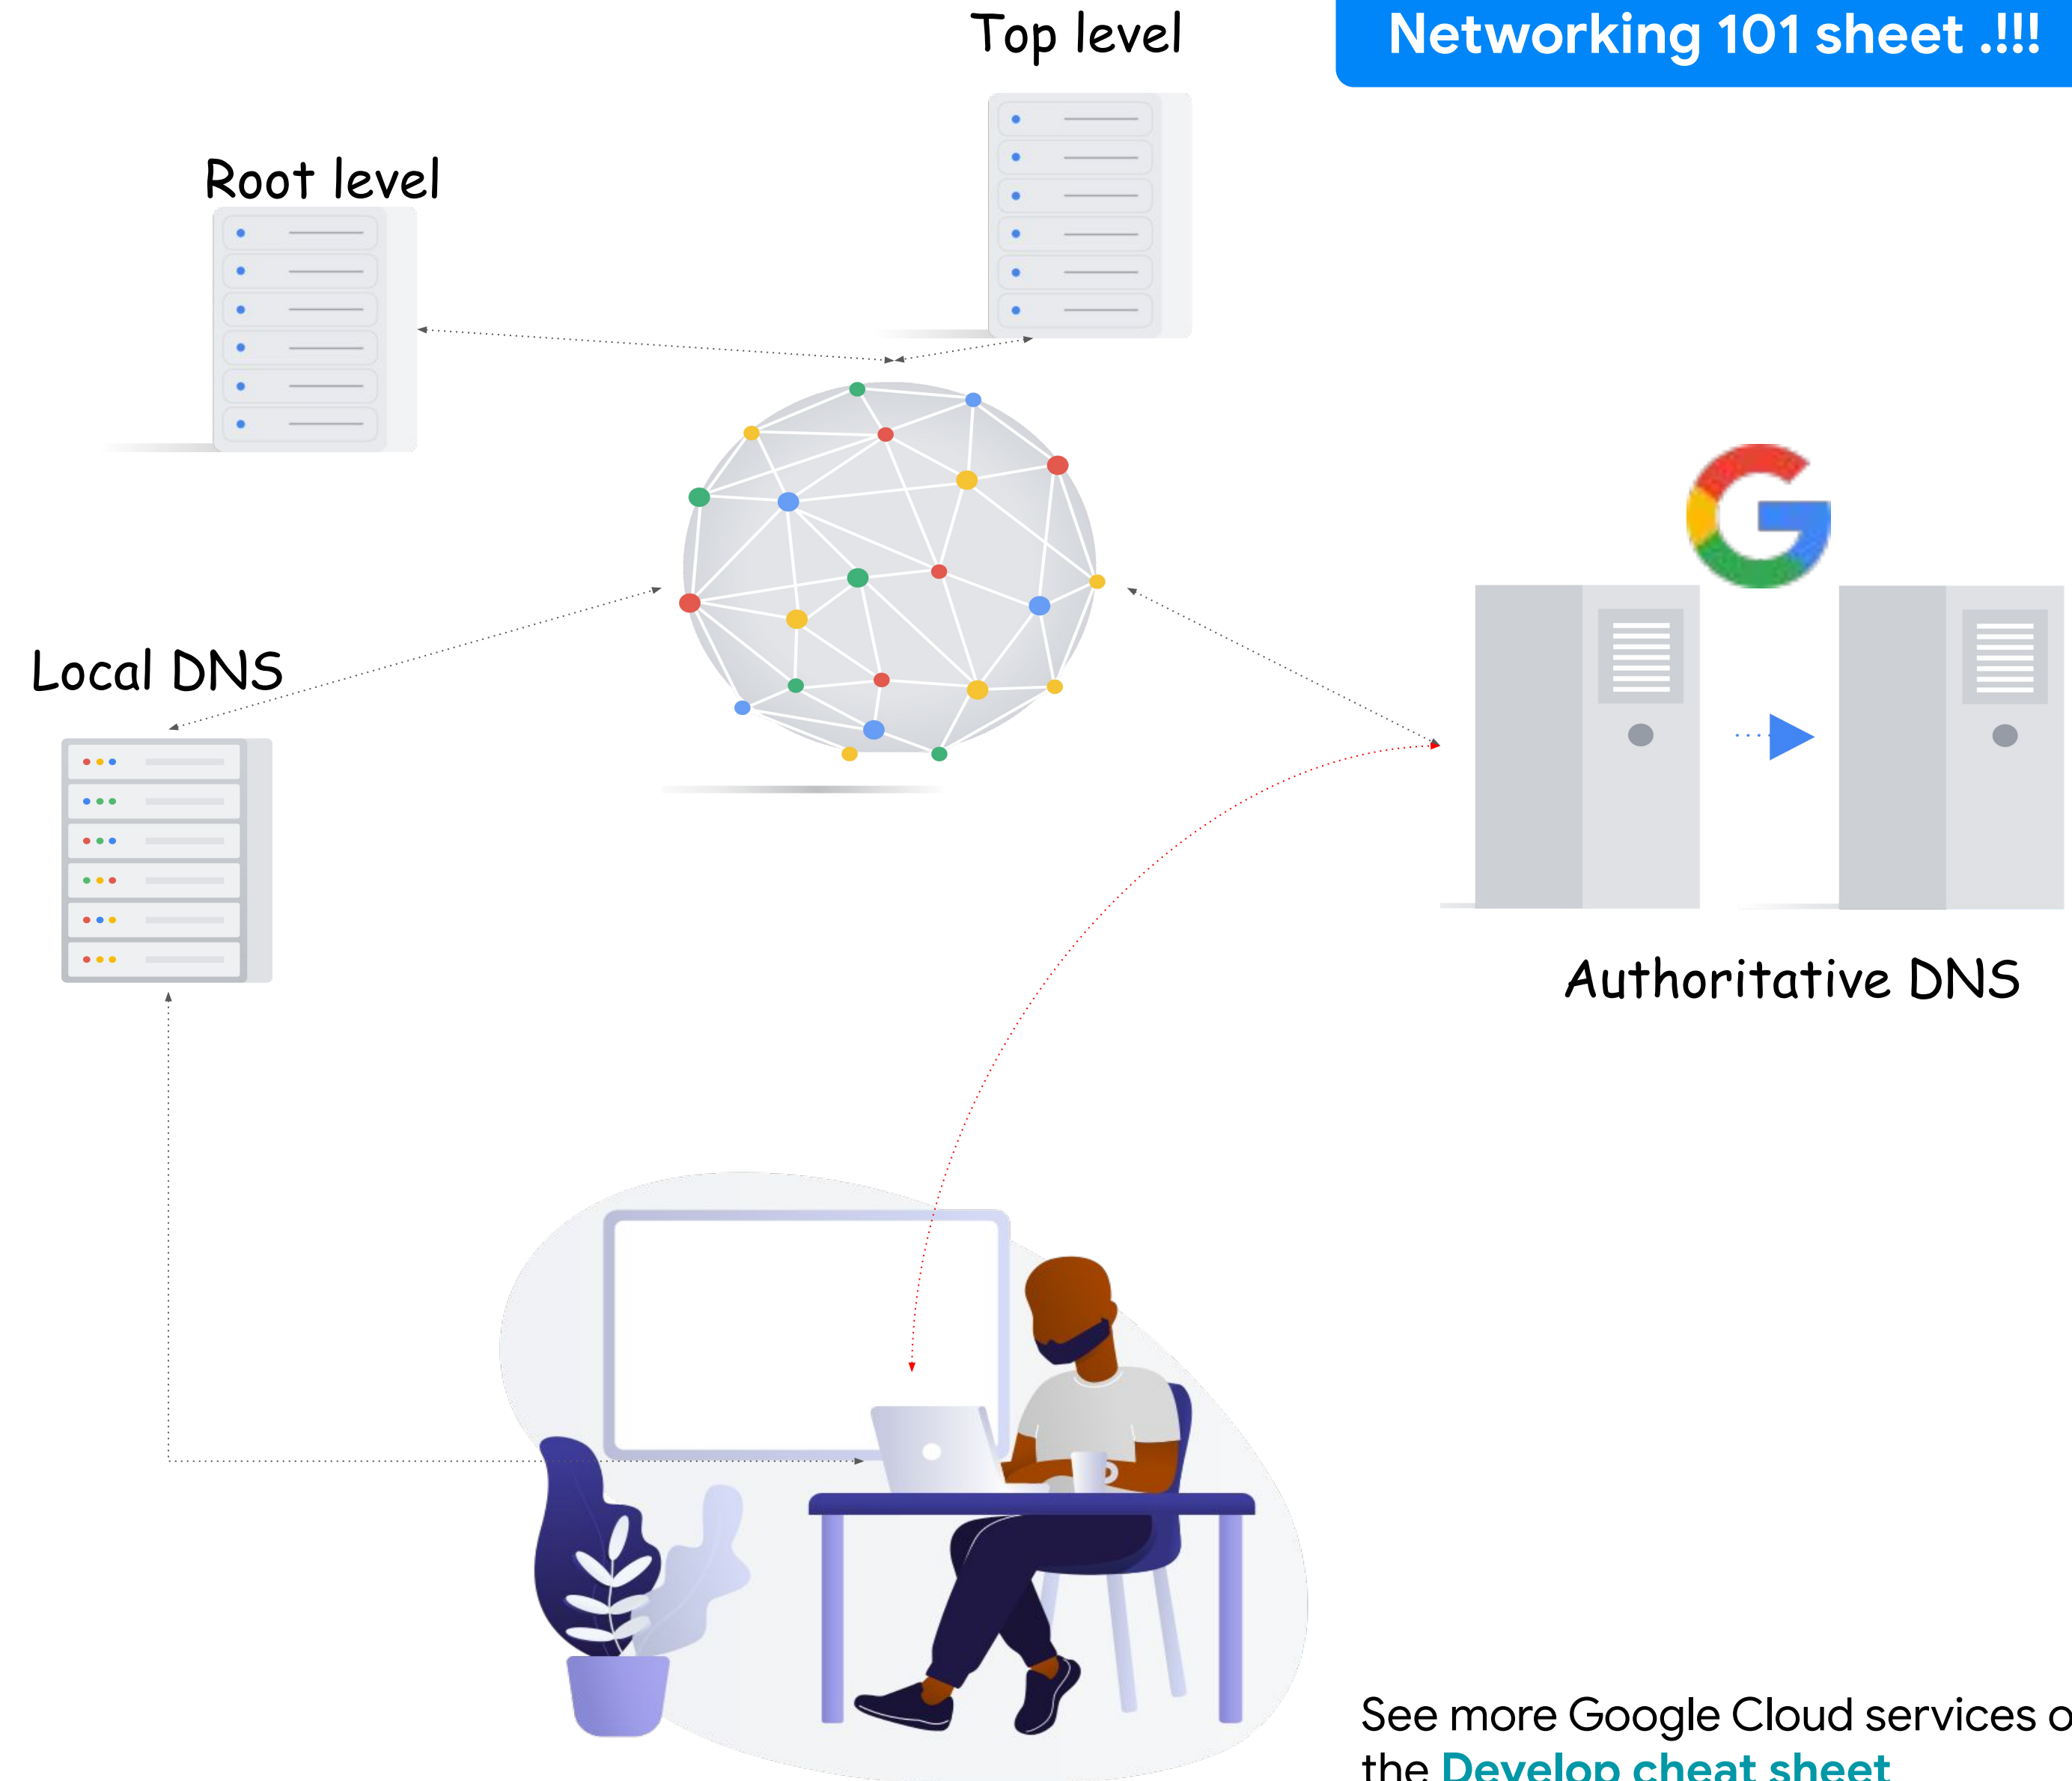 Top level
Networking 101 sheet .!!!
Root level
Local DNS
Authoritative DNS
See more Google Cloud services
the Develop cheat sheet